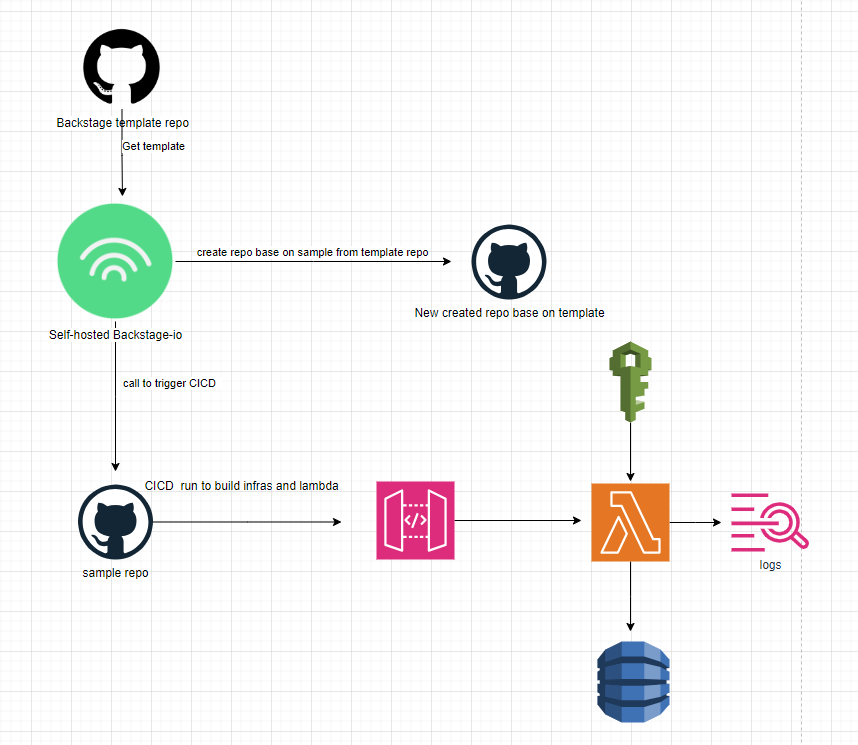 Backstage template repo
Get template
create repo base on sample from template repo
New created repo base on template
Self-hosted Backstage-io
call to trigger CICD
CICD run to build infras and lambda
</>
sample repo
logs